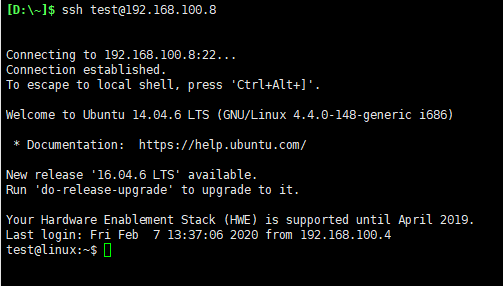 [D:\~]$ ssh test@192.168.100.8
Connecting to 192.168.100.8:22...
Connection established.
To escape to local shell, press 'Ctrl+Alt+]'.
Welcome to Ubuntu 14.04.6 LTS (GNU/Linux 4.4.0-148-generic i686)
 * Documentation:  https://help.ubuntu.com/
New release '16.04.6 LTS' available.
Run 'do-release-upgrade' to upgrade to it.
Your Hardware Enablement Stack (HWE) is supported until April 2019.
Last login: Fri Feb  7 13:37:06 2020 from 192.168.100.4
test@linux:~$